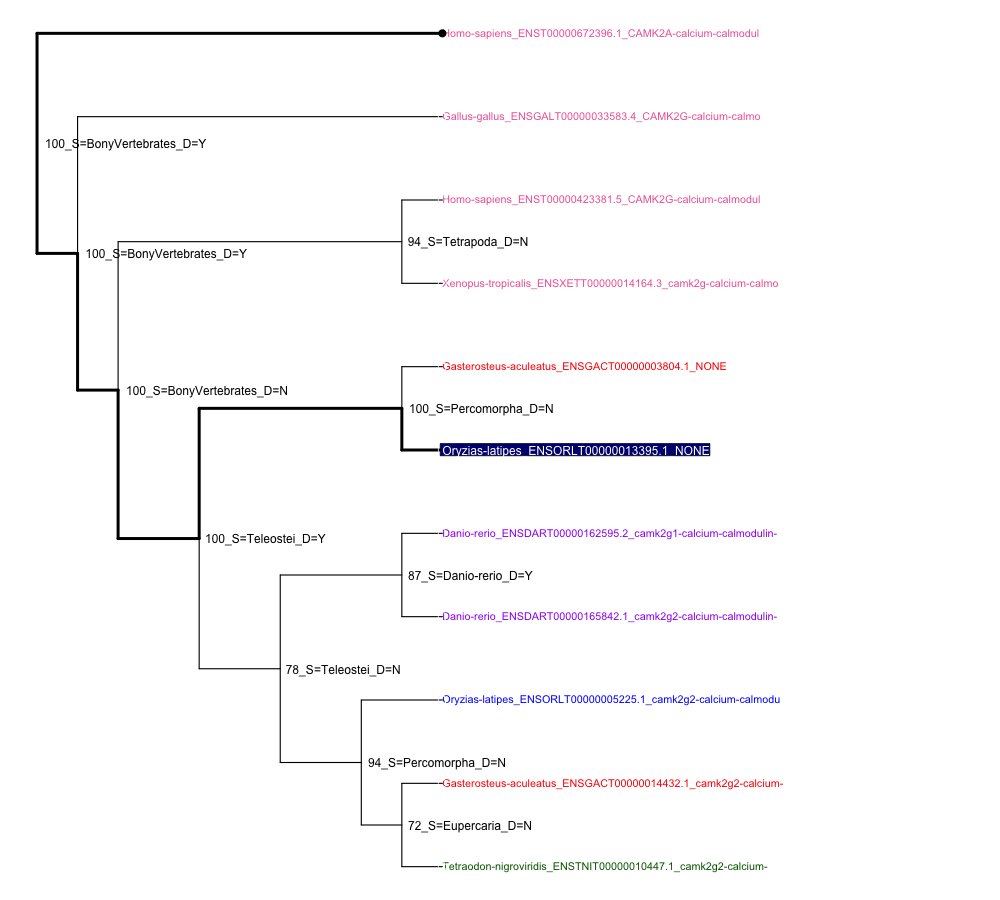 Homo-sapiens_ENST00000672396.1_CAMK2A-calcium-calmodul
Gallus-gallus_ENSGALT00000033583.4_CAMK2G-calcium-calmo
100_S=BonyVertebrates_D=Y
Homo-sapiens_ENST00000423381.5_CAMK2G-calcium-calmodul
94_S=Tetrapoda_D=N
100_S=BonyVertebrates_D=Y
Xenopus-tropicalis_ENSXETT00000014164.3_camk2g-calcium-calmo
Gasterosteus-aculeatus_ENSGACT00000003804.1_NONE
100_S=BonyVertebrates_D=N
100_S=Percomorpha_D=N
Oryzias-latipes_ENSORLT00000013395.1_NONE
Danio-rerio_ENSDART00000162595.2_camk2g1-calcium-calmodulin-
100_S=Teleostei_D=Y
87_S=Danio-rerio_D=Y
Danio-rerio_ENSDART00000165842.1_camk2g2-calcium-calmodulin-
78_S=Teleostei_D=N
Oryzias-latipes_ENSORLT00000005225.1_camk2g2-calcium-calmodu
94_S=Percomorpha_D=N
Gasterosteus-aculeatus_ENSGACT00000014432.1_camk2g2-calcium-
72_S=Eupercaria_D=N
Tetraodon-nigroviridis_ENSTNIT00000010447.1_camk2g2-calcium-